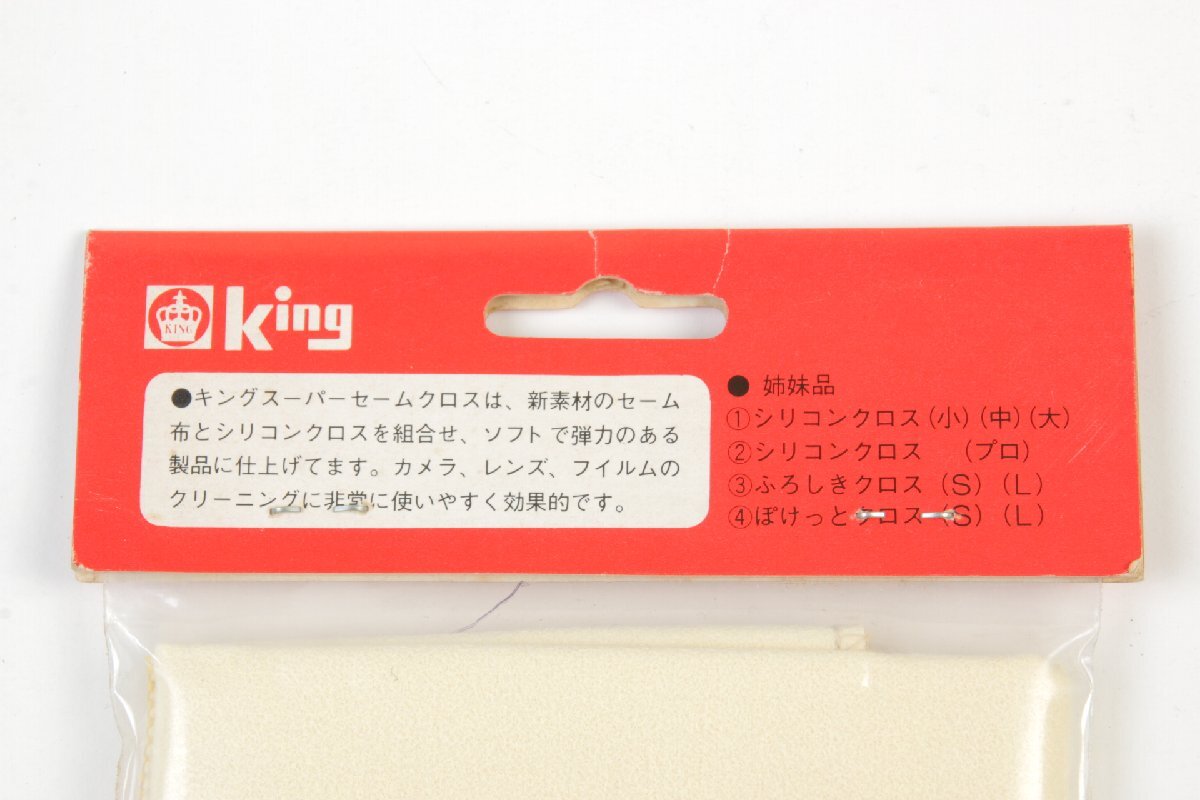 KING
King
●キングスーパーセームクロスは、新素材のセーム
布とシリコンクロスを組合せ、ソフトで弾力のある
製品に仕上げてます。カメラ、レンズ、フイルムの
クリーニングに非常に使いやすく効果的です。
● 姉妹品
①シリコンクロス(小)(中)(大)
②シリコンクロス (プロ)
③ふろしきクロス(S)(L)
④ぽけっとクロス(S)(L)